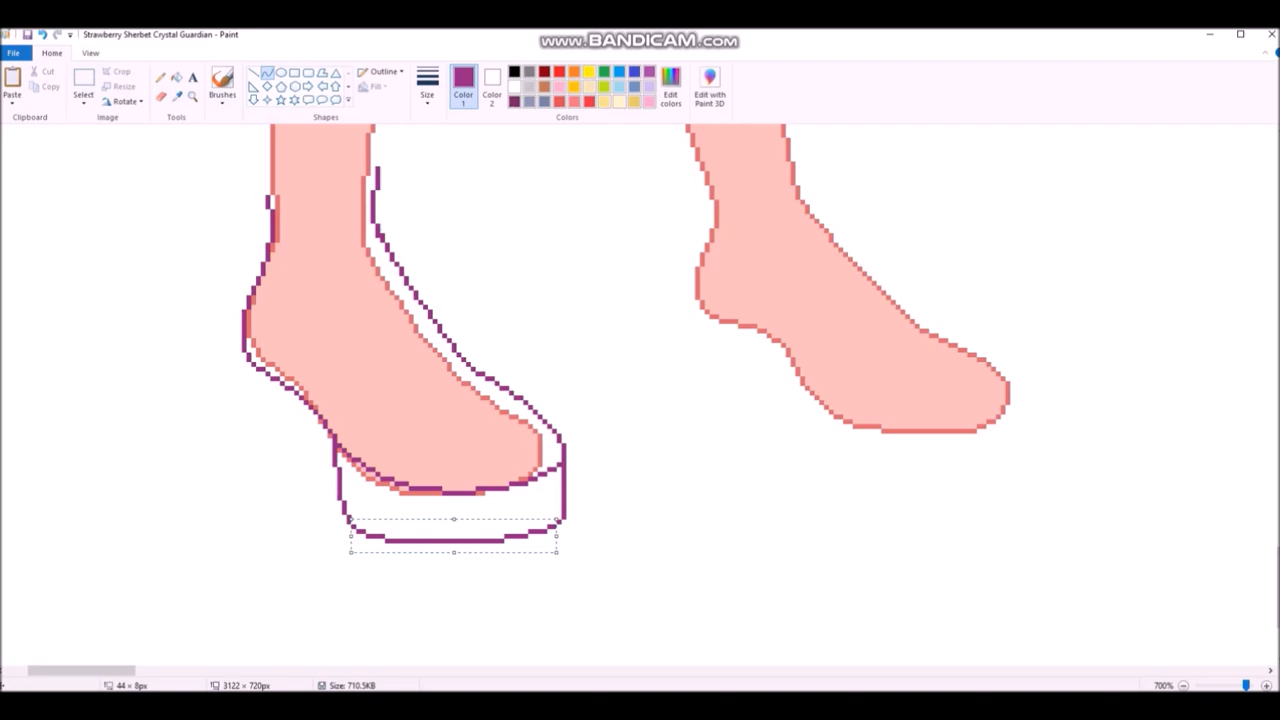 Strawberry Sherbet Crystal Guardian - Paint
www.BANDICAM.com
File
Home
View
Paste
Cut
Copy
Clipboard
Select
Crop
Resize
Rotate
Image
A
Tools
Brushes
Outline
Fill
Shapes
Size
Color
1
Color
2
Edit
colors
Colors
Edit with
Paint 3D
44 × 8px
3122 × 720px
Size: 710.5KB
700%